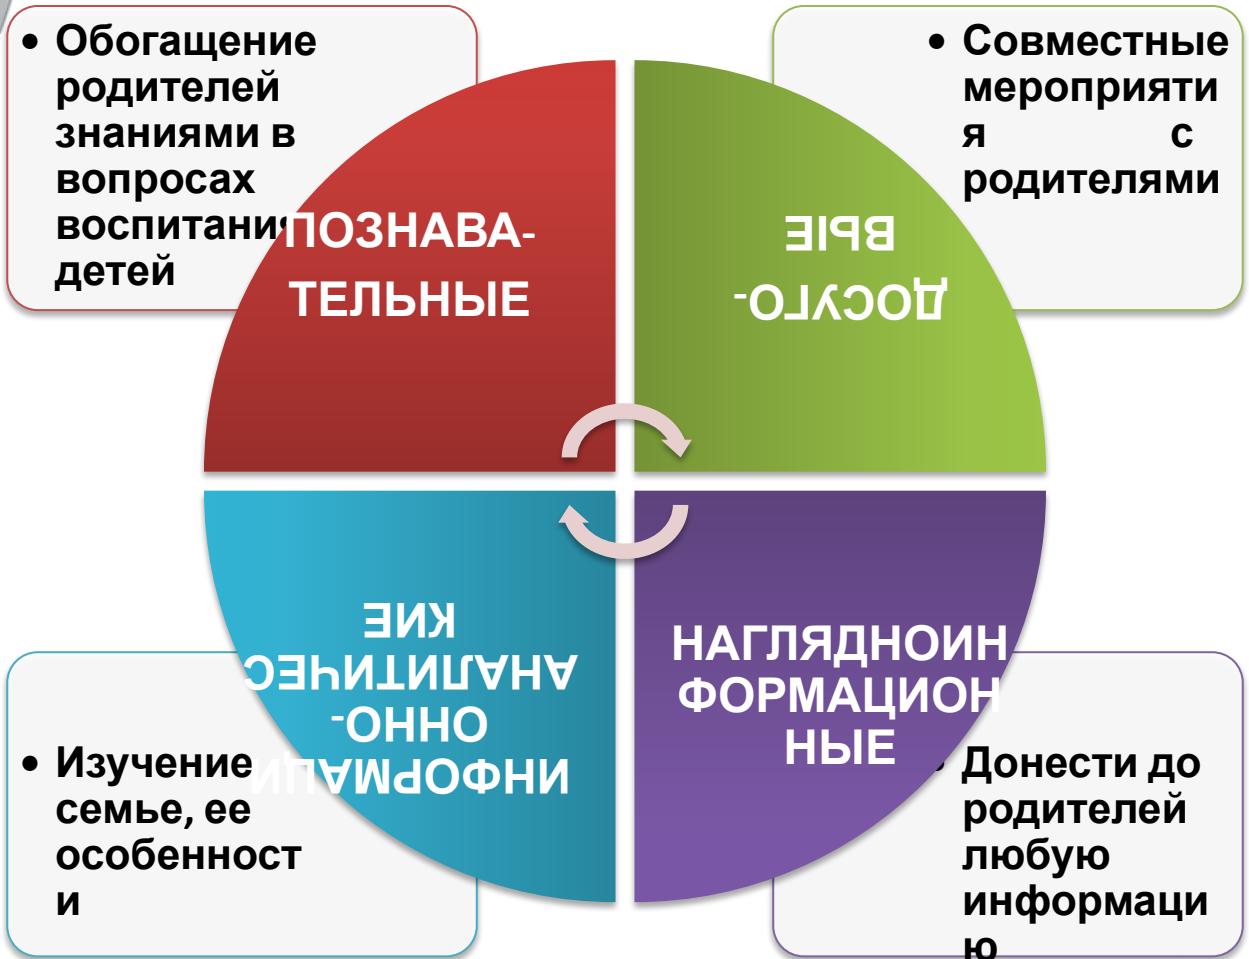 • Обогащение
родителей
знаниями в
вопросах
воспитания
детей
• Совместные
мероприяти
я с
родителями
ПОЗНАВА-
ТЕЛЬНЫЕ
ДОСУГО-
ВЫЕ
ИНФОРМАЦИ
ОННО-
АНАЛИТИЧЕС
КИЕ
НАГЛЯДНОИН
ФОРМАЦИОН
НЫЕ
• Изучение
семье, ее
особенност
и
• Донести до
родителей
любую
информаци
ю